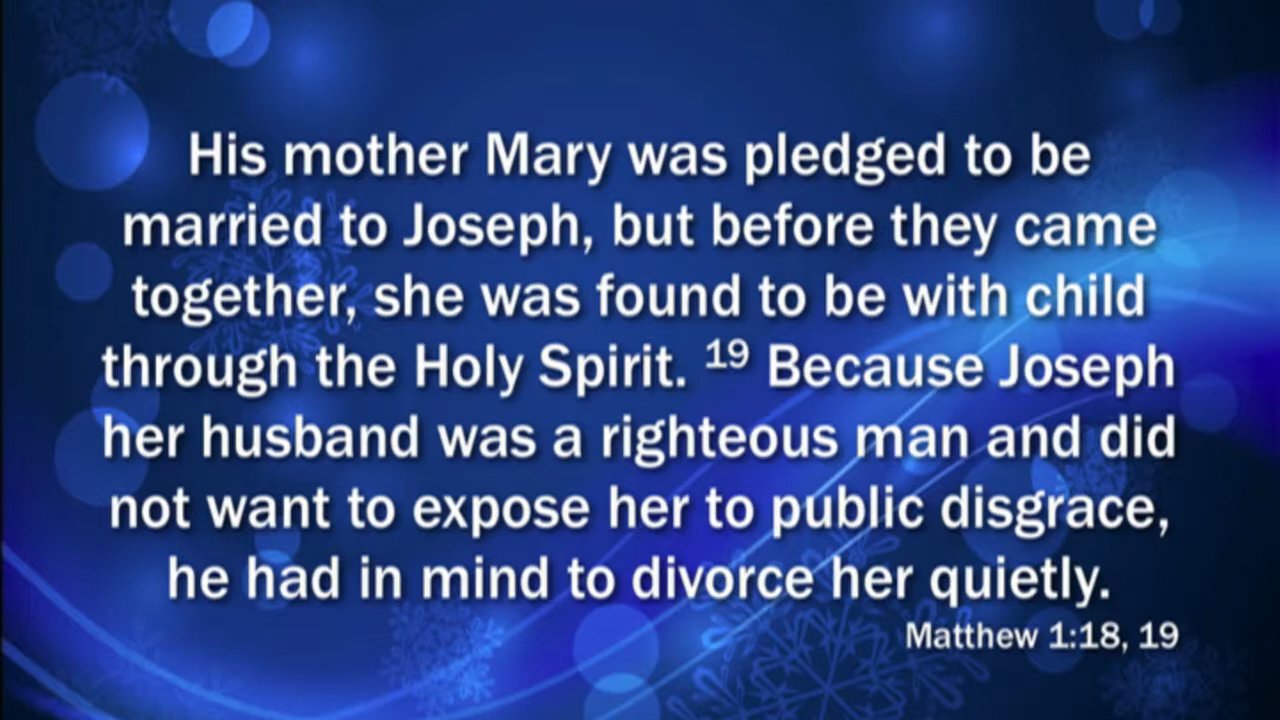 His mother Mary was pledged to be
married to Joseph, but before they came
together, she was found to be with child
through the Holy Spirit. 19 Because Joseph
her husband was a righteous man and did
not want to expose her to public disgrace,
he had in mind to divorce her quietly.
Matthew 1:18, 19